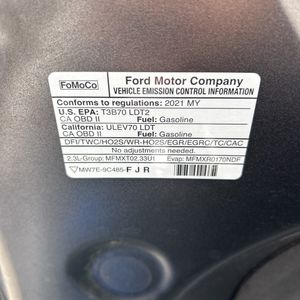 FoMoCo
Ford Motor Company
VEHICLE EMISSION CONTROL INFORMATION
Conforms to regulations: 2021 MY
U.S. EPA: T3B70 LDT2
CA OBD II Fuel: Gasoline
California: ULEV70 LDT
CA OBD II Fuel: Gasoline
DFI/TWC/HO2S/WR-HO2S/EGR/EGRC/TC/CAC
No adjustments needed.
2.3L-Group: MFMXT02.33U1 Evap: MFMXR0170NDF
MW7E-9C485-FJR